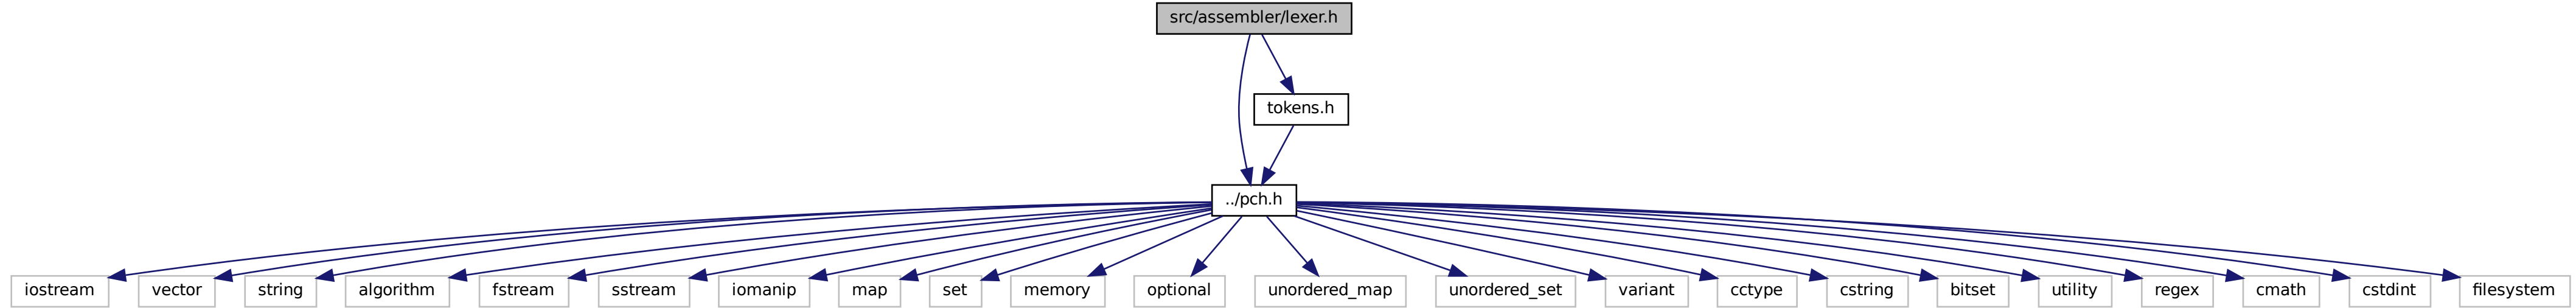 src/assembler/lexer.h
tokens.h
../pch.h
iostream
vector
string
algorithm
fstream
sstream
iomanip
map
set
memory
optional
unordered_map
unordered_set
variant
cctype
cstring
bitset
utility
regex
cmath
cstdint
filesystem